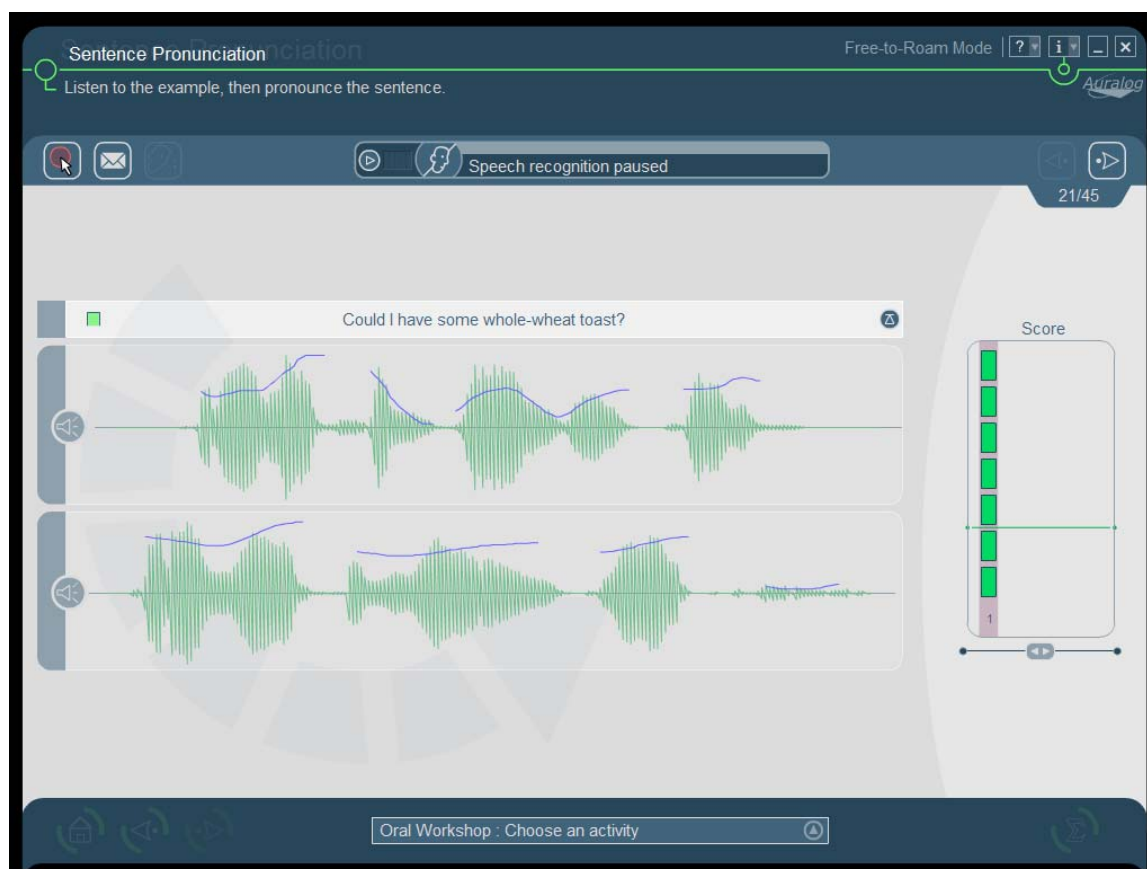 Sentence Pronunciation
Free-to-Roam Mode | ? i _ X
Listen to the example, then pronounce the sentence.
Auralog
Speech recognition paused
21/45
Could I have some whole-wheat toast?
Score
1
Oral Workshop : Choose an activity